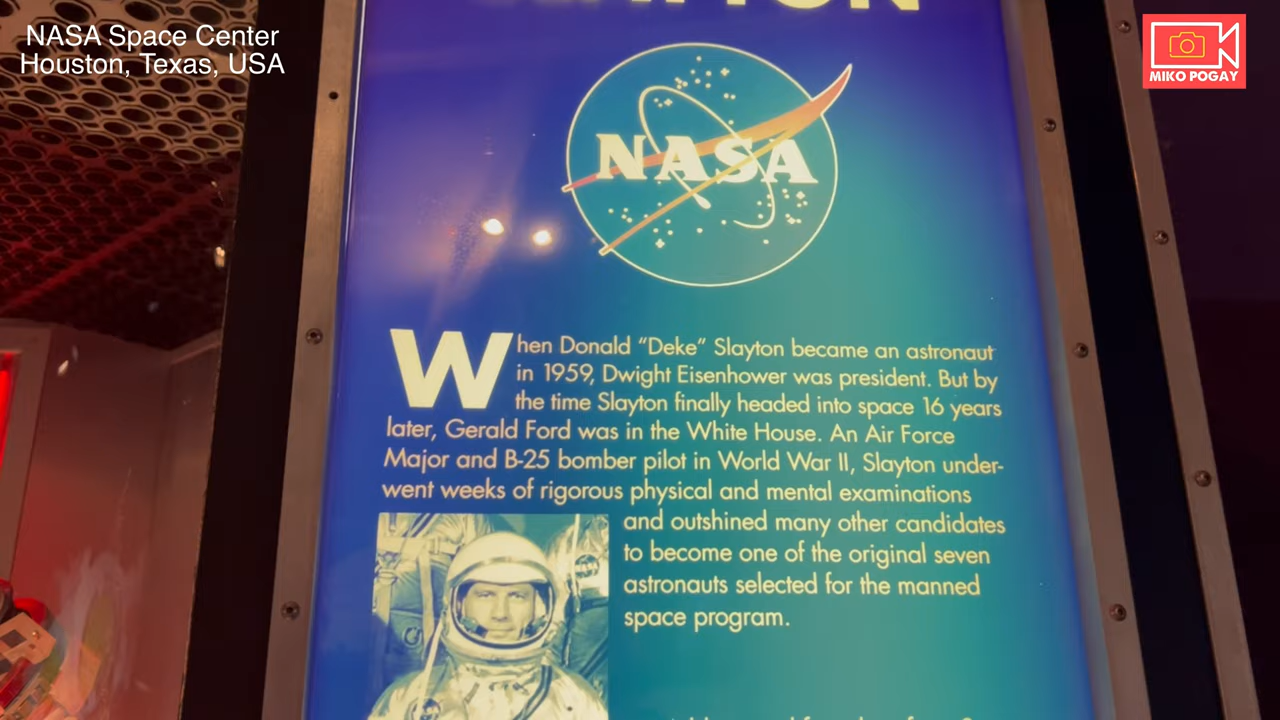 NASA Space Center
Houston, Texas, USA
MIKO POGAY
NASA
When Donald “Deke” Slayton became an astronaut
in 1959, Dwight Eisenhower was president. But by
the time Slayton finally headed into space 16 years
later, Gerald Ford was in the White House. An Air Force
Major and B-25 bomber pilot in World War II, Slayton under-
went weeks of rigorous physical and mental examinations
and outshined many other candidates
to become one of the original seven
astronauts selected for the manned
space program.